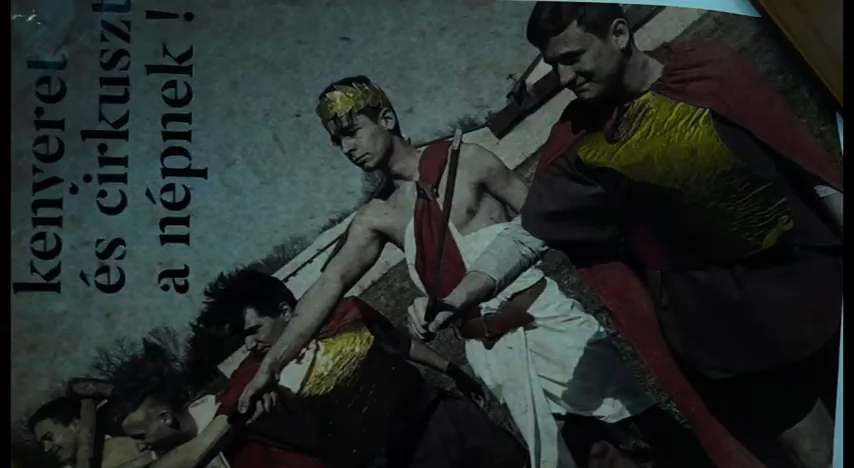 kenyeret
és cirkuszt
a népnek !